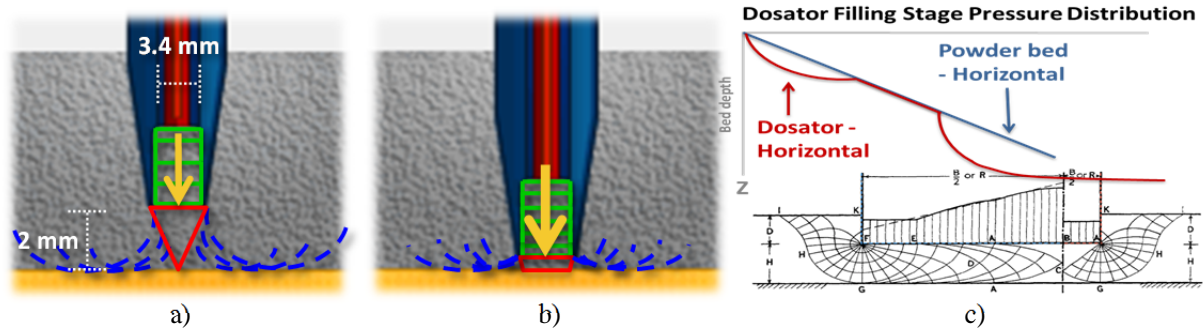 3.4 mm
2 mm
a)
b)
Dosator Filling Stage Pressure Distribution
Powder bed
- Horizontal
Bed depth
Dosator -
Horizontal
Z
B/2 or R
B/2 or R
I
K
K
I
D
F
E
A
B
A
D
H
H
D
C
H
H
G
A
I
G
c)